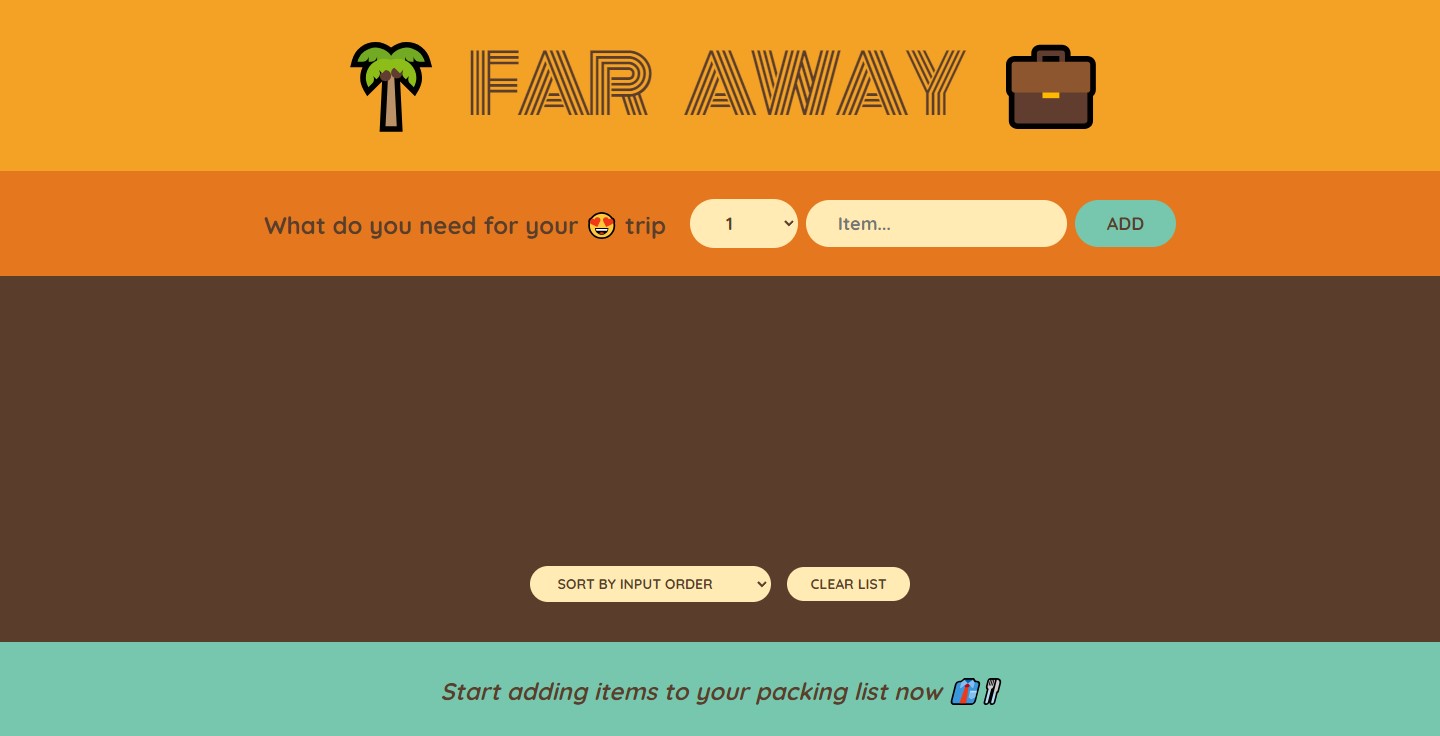 FAR AWAY
What do you need for your 😍 trip
1
Item...
ADD
SORT BY INPUT ORDER
CLEAR LIST
Start adding items to your packing list now 👔🍴